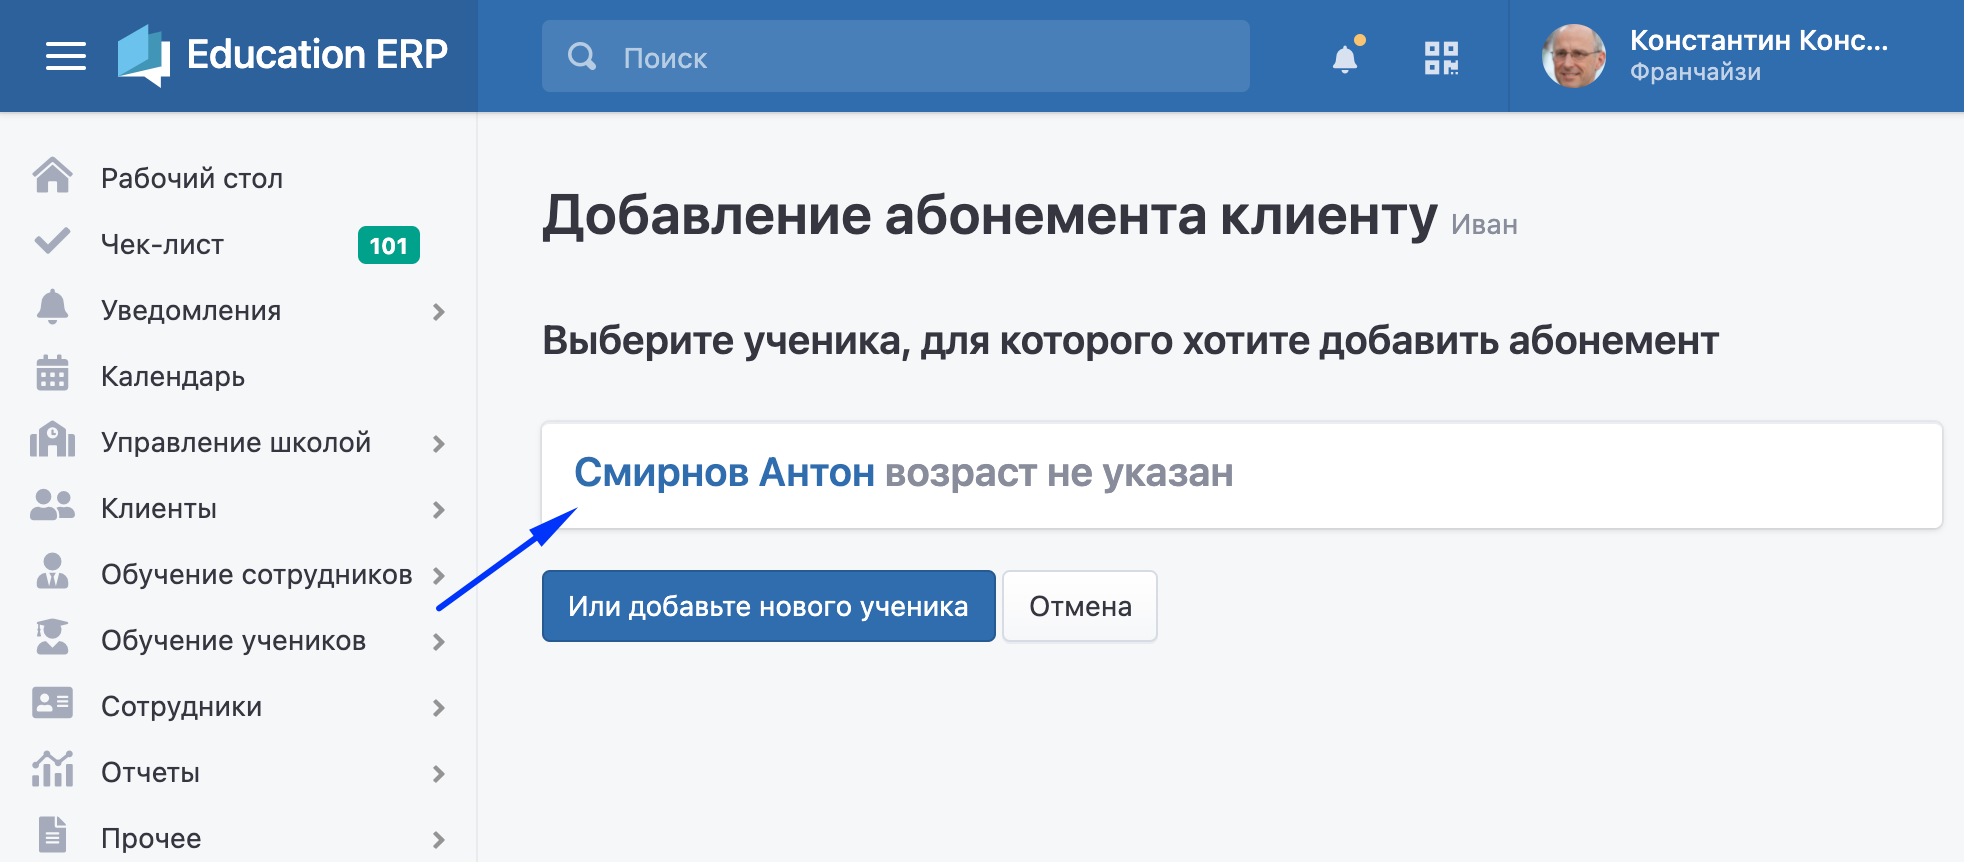 Education ERP
Поиск
Константин Конс...
Франчайзи
Рабочий стол
Чек-лист 101
Уведомления
Календарь
Управление школой
Клиенты
Обучение сотрудников
Обучение учеников
Сотрудники
Отчеты
Прочее
Добавление абонемента клиенту Иван
Выберите ученика, для которого хотите добавить абонемент
Смирнов Антон возраст не указан
Или добавьте нового ученика
Отмена